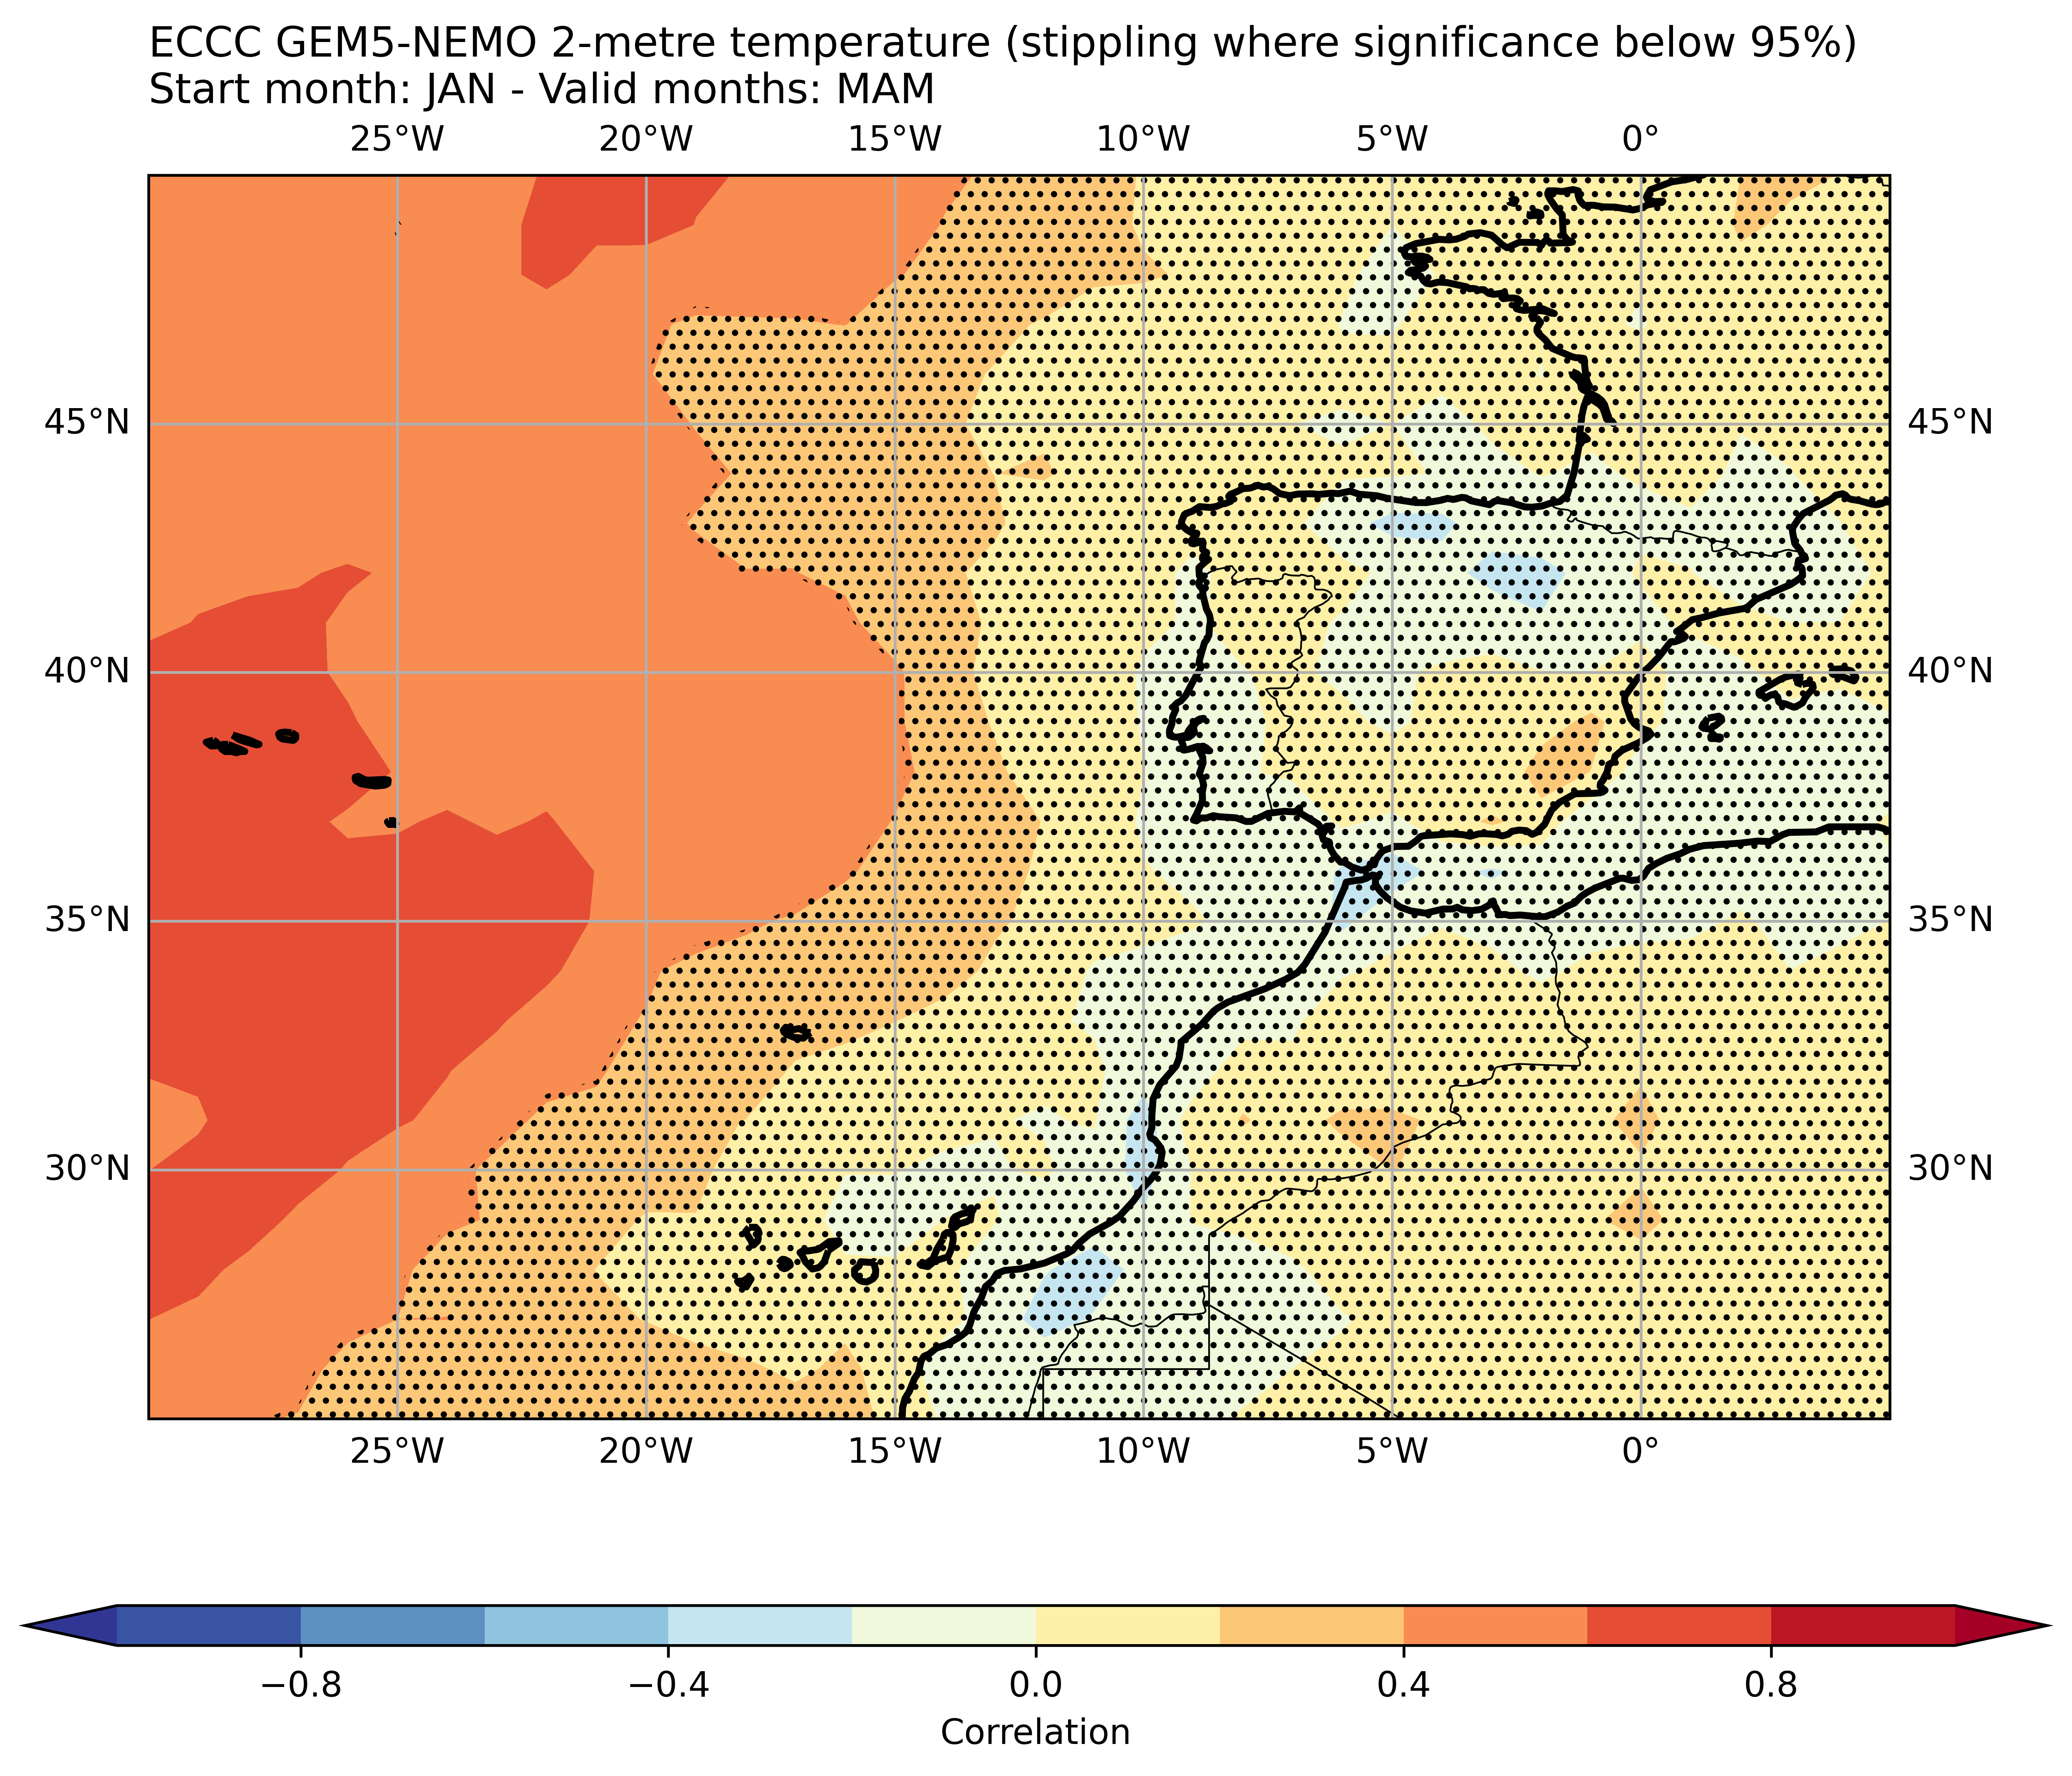 ECCC GEM5-NEMO 2-metre temperature (stippling where significance below 95%)
Start month: JAN - Valid months: MAM
25°W 20°W 15°W 10°W 5°W 0°
45°N 45°N
40°N 40°N
35°N 35°N
30°N 30°N
25°W 20°W 15°W 10°W 5°W 0°
−0.8 −0.4 0.0 0.4 0.8
Correlation